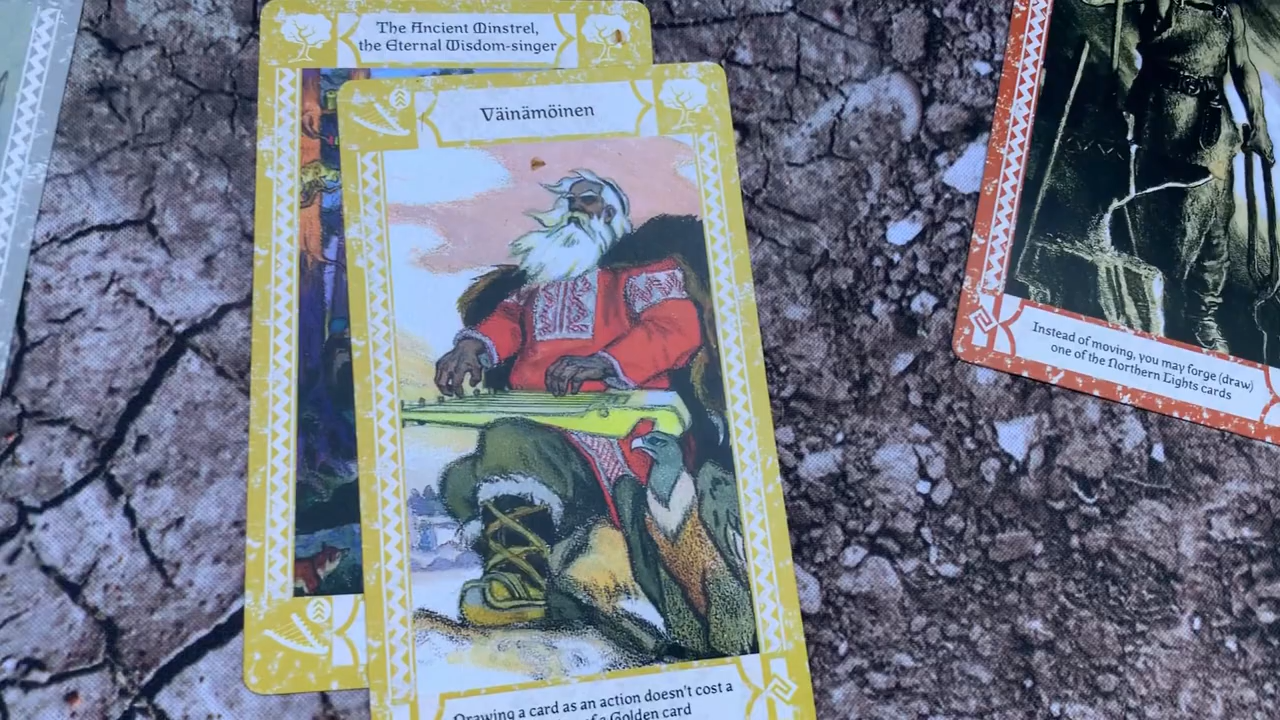 The Ancient Minstrel,
the Eternal Wisdom-singer
Väinämöinen
Drawing a card as an action doesn't cost a
of a Golden card
Instead of moving, you may forge (draw)
one of the Northern Lights cards